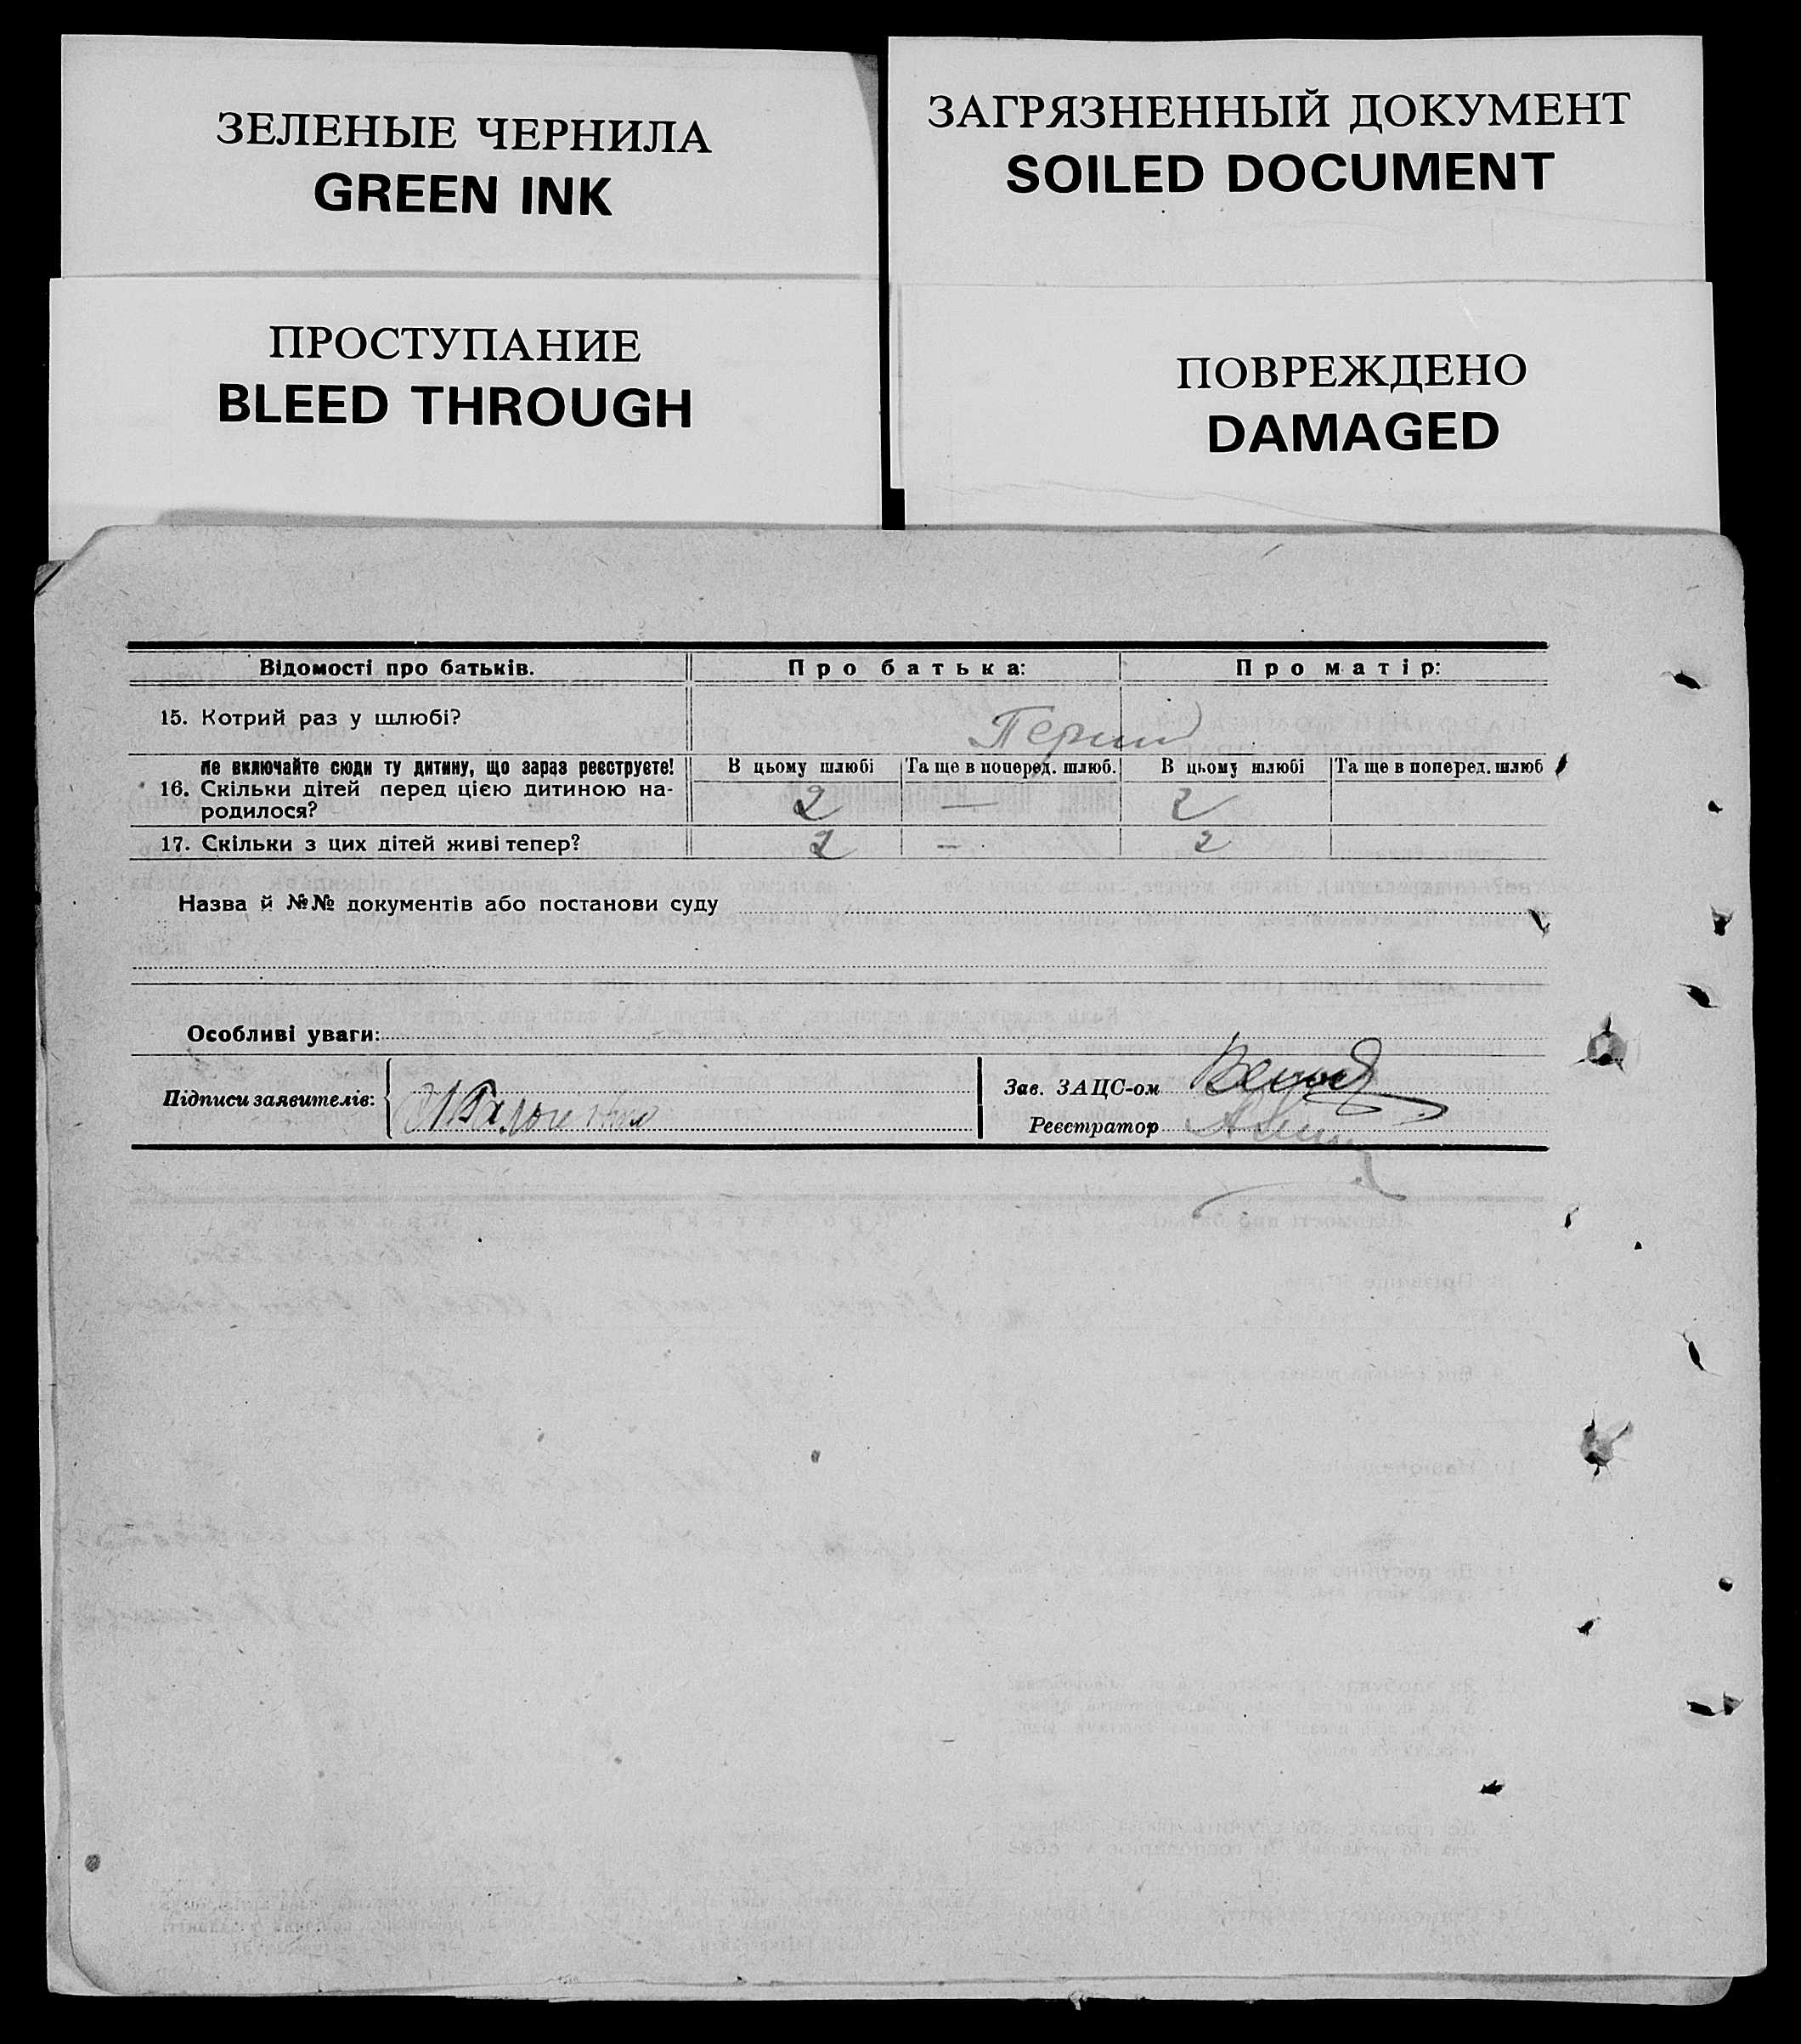 ЗЕЛЕНЫЕ ЧЕРНИЛА
GREEN INK
ЗАГРЯЗНЕННЫЙ ДОКУМЕНТ
SOILED DOCUMENT
ПРОСТУПАНИЕ
BLEED THROUGH
ПОВРЕЖДЕНО
DAMAGED
Відомості про батьків. Про батька: Про матір:
15. Котрий раз у шлюбі?
Не включайте сюди ту дитину, що зараз реєструєте! В цьому шлюбі Та ще в поперед. шлюб. В цьому шлюбі Та ще в поперед. шлюб
16. Скільки дітей перед цією дитиною на-
родилося? 2 — 2
17. Скільки з цих дітей живі тепер? 2 — 2
Назва й №№ документів або постанови суду
Особливі уваги:
Підписи заявителів: Зав. ЗАЦС-ом
Реєстратор